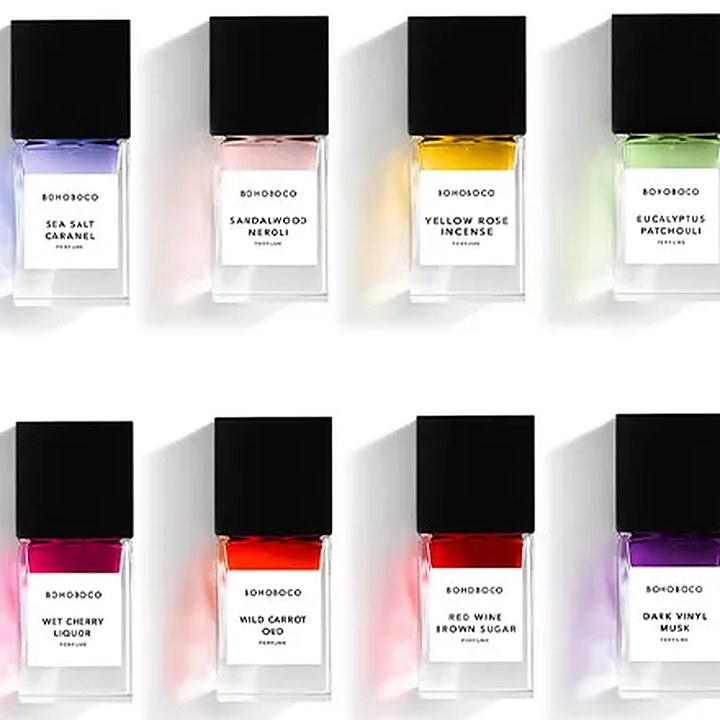 BOHOBOCO
SEA SALT
CARAMEL
PERFUME
BOHOBOCO
SANDALWOOD
NEROLI
PERFUME
BOHOBOCO
YELLOW ROSE
INCENSE
PERFUME
BOHOBOCO
EUCALYPTUS
PATCHOULI
PERFUME
BOHOBOCO
WET CHERRY
LIQUOR
PERFUME
BOHOBOCO
WILD CARROT
OUD
PERFUME
BOHOBOCO
RED WINE
BROWN SUGAR
PERFUME
BOHOBOCO
DARK VINYL
MUSK
PERFUME